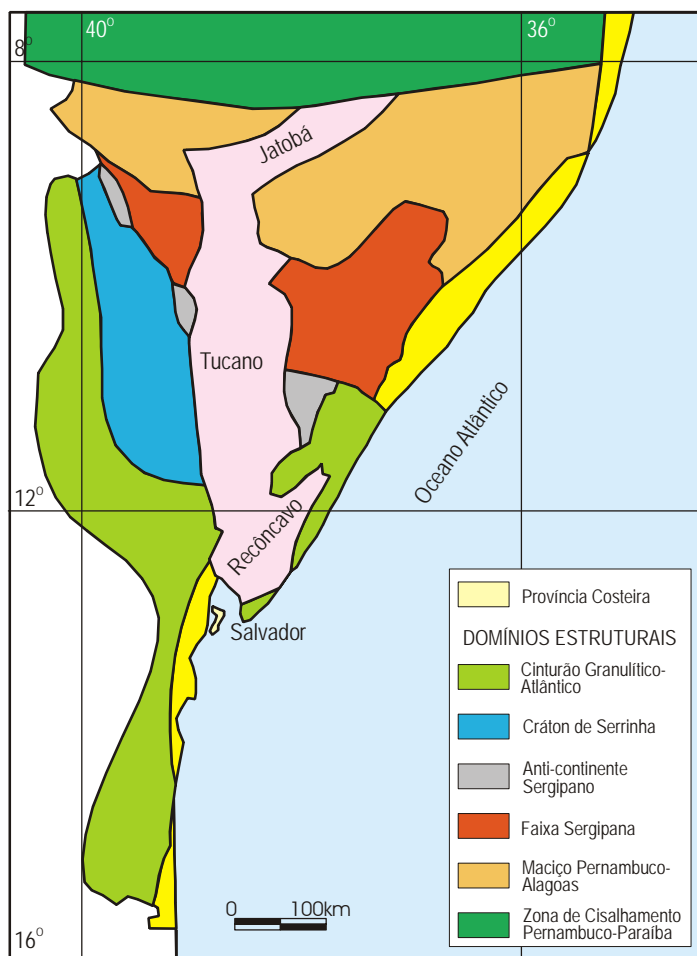 40°
36°
8°
Jatobá
Tucano
Oceano Atlântico
12°
Recôncavo
Salvador
0 100km
16°
Província Costeira
DOMÍNIOS ESTRUTURAIS
Cinturão Granulítico-
Atlântico
Cráton de Serrinha
Anti-continente
Sergipano
Faixa Sergipana
Maciço Pernambuco-
Alagoas
Zona de Cisalhamento
Pernambuco-Paraíba